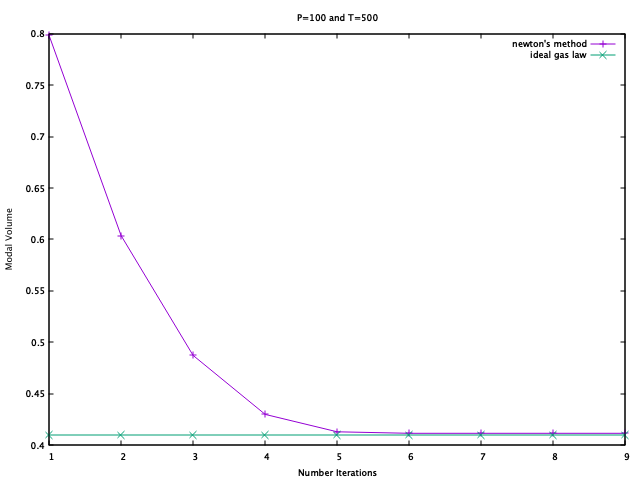 P=100 and T=500
newton's method
ideal gas law
0.8
0.75
0.7
0.65
0.6
0.55
0.5
0.45
0.4
Modal Volume
1 2 3 4 5 6 7 8 9
Number Iterations